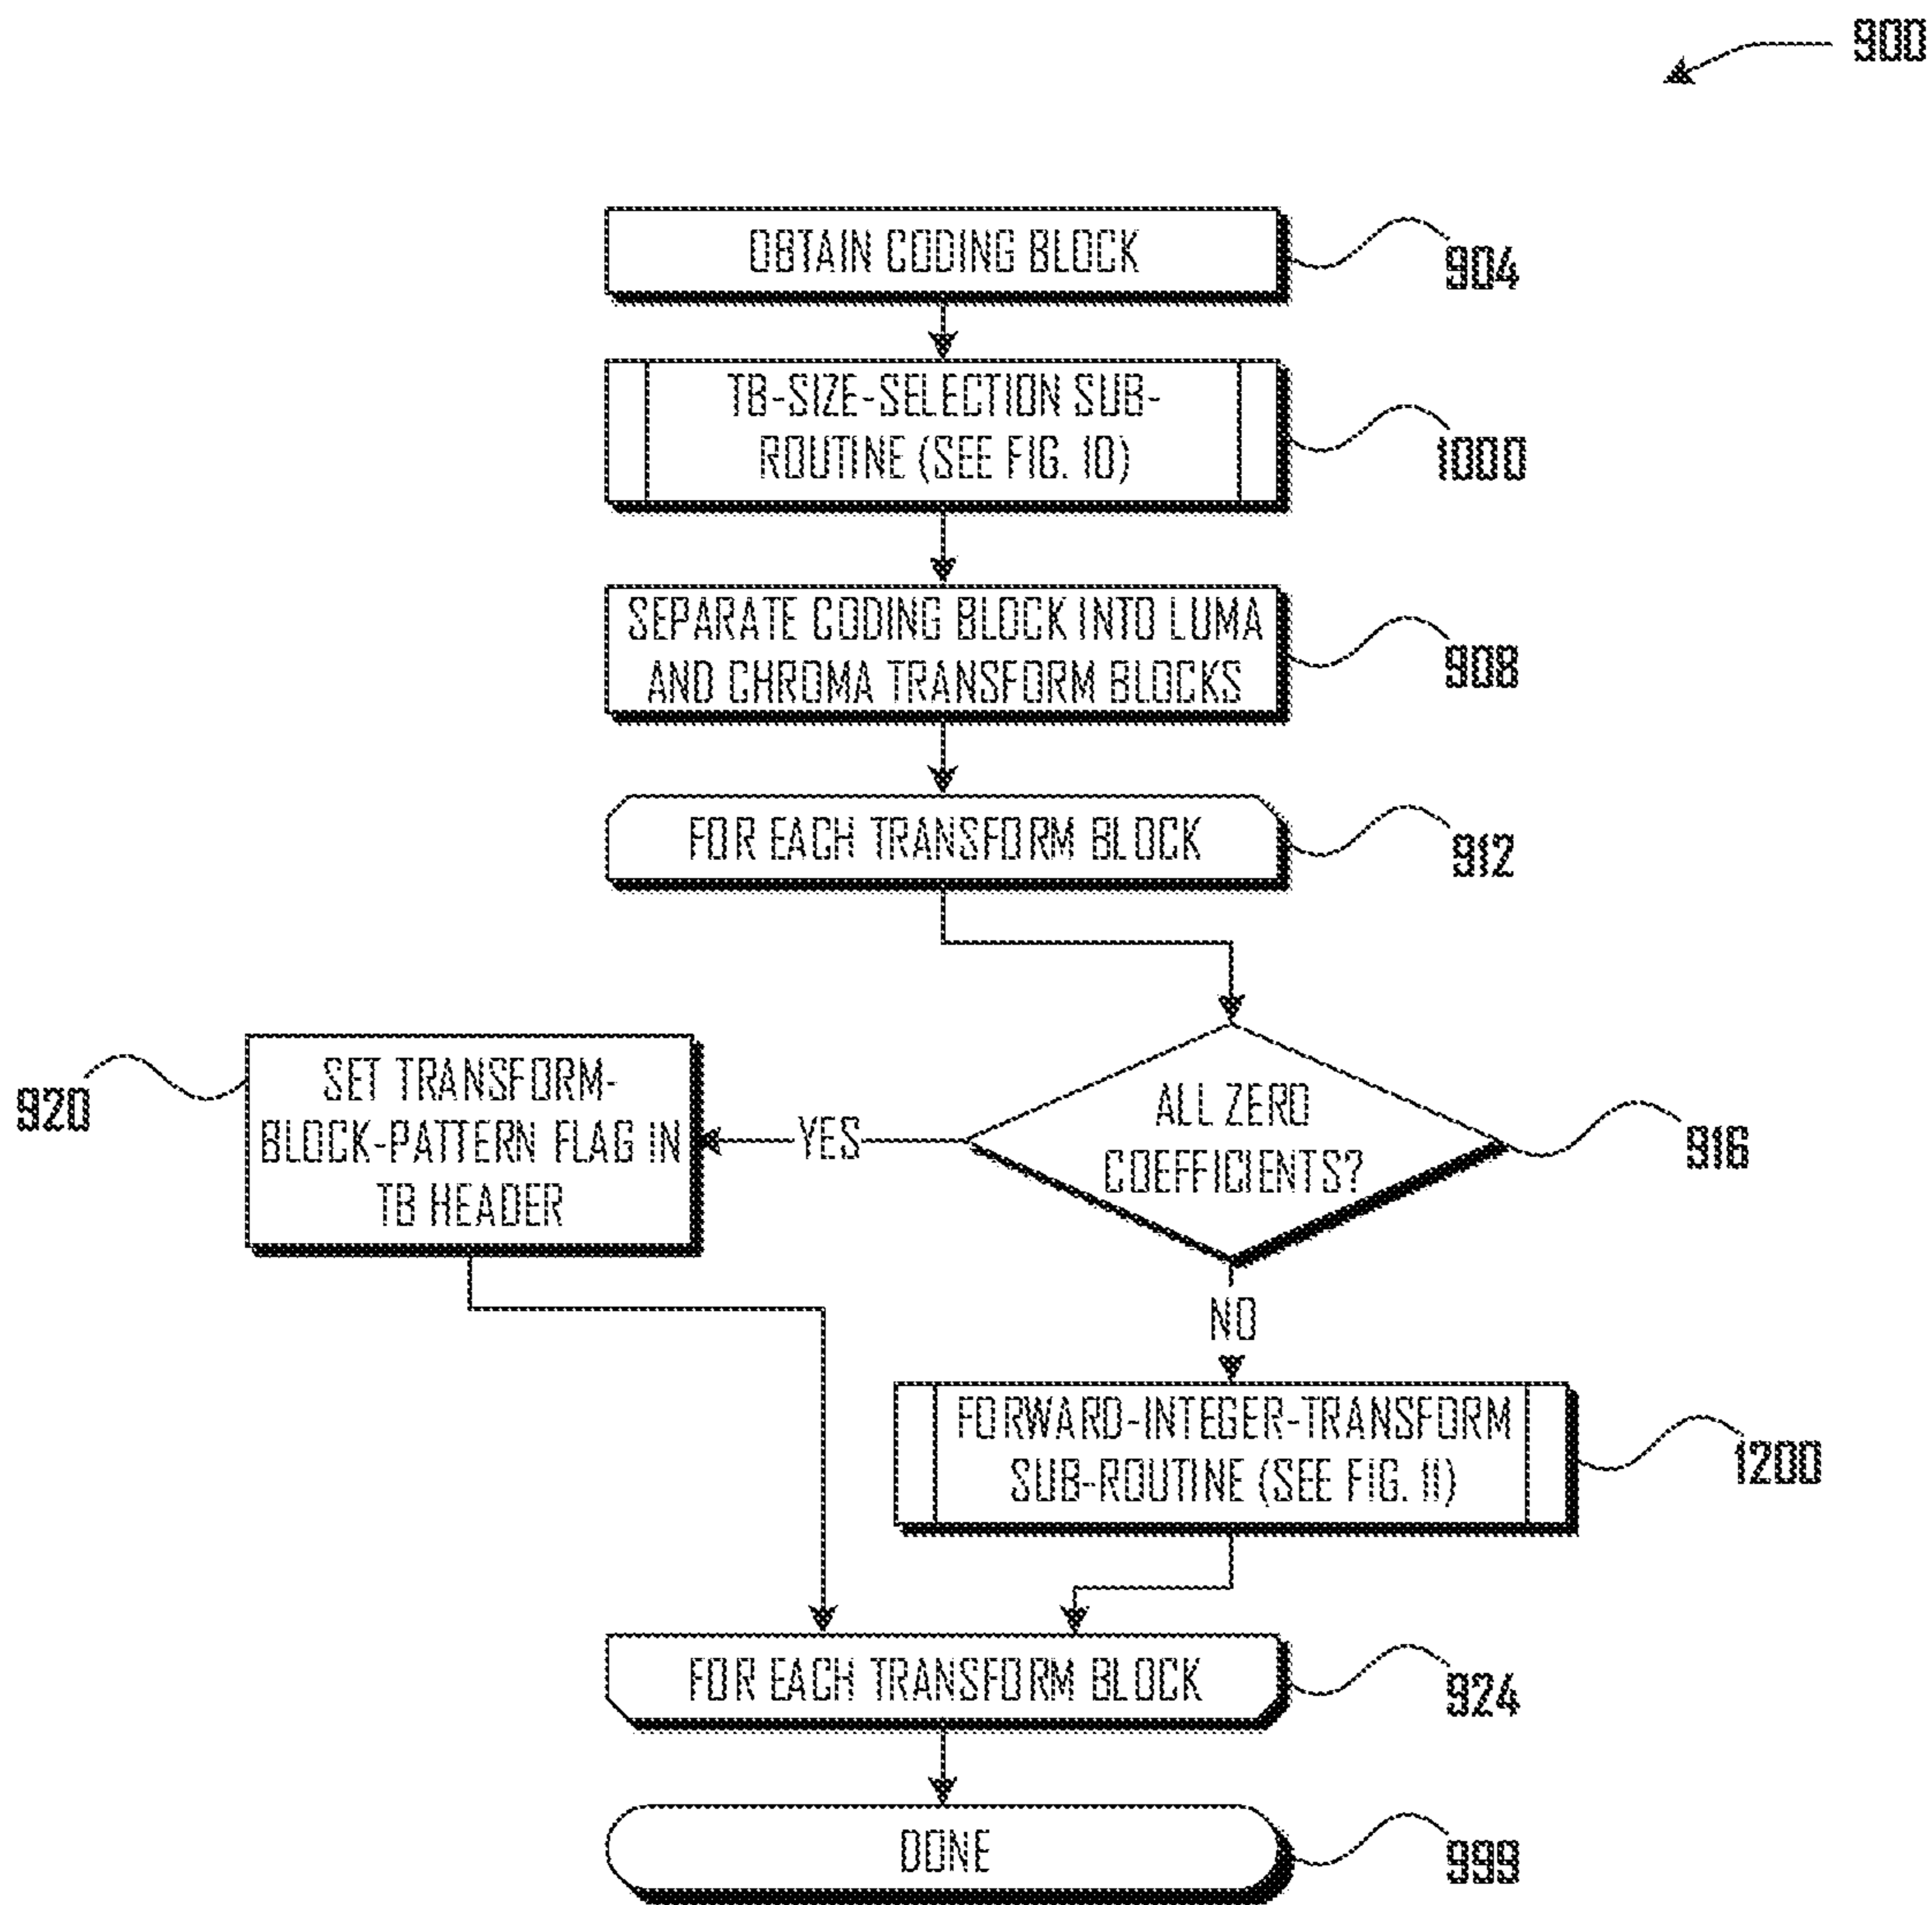 900
OBTAIN CODING BLOCK
904
TB-SIZE-SELECTION SUB-
ROUTINE (SEE FIG. 10)
1000
SEPARATE CODING BLOCK INTO LUMA
AND CHROMA TRANSFORM BLOCKS
908
FOR EACH TRANSFORM BLOCK
912
SET TRANSFORM-
BLOCK-PATTERN FLAG IN
TB HEADER
920
YES
ALL ZERO
COEFFICIENTS?
916
NO
FORWARD-INTEGER-TRANSFORM
SUB-ROUTINE (SEE FIG. 11)
1200
FOR EACH TRANSFORM BLOCK
924
DONE
999